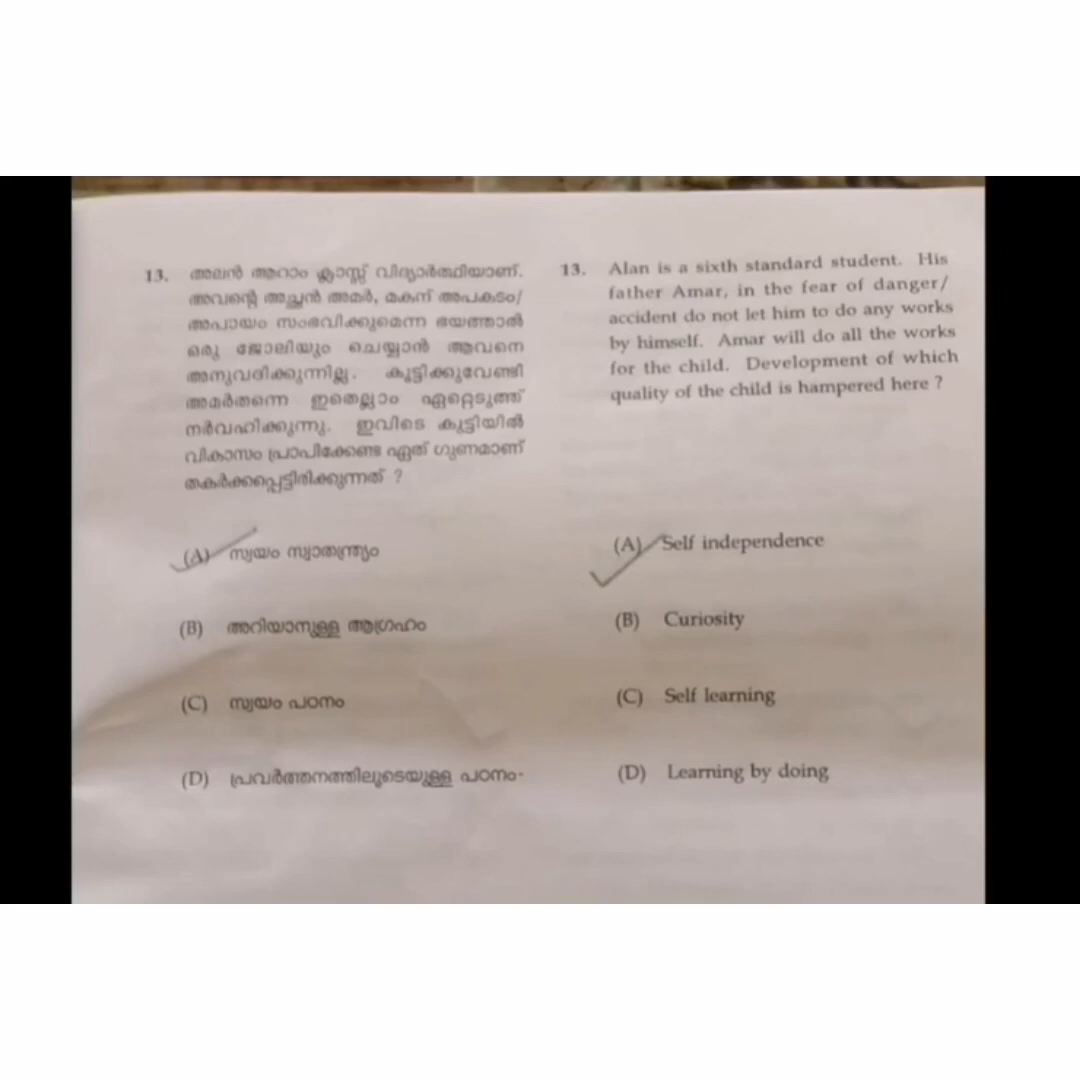 13. അലൻ ആറാം ക്ലാസ്സ് വിദ്യാർത്ഥിയാണ്.
അവന്റെ അച്ഛൻ അമർ, മകന് അപകടം/
അപായം സംഭവിക്കുമെന്ന ഭയത്താൽ
ഒരു ജോലിയും ചെയ്യാൻ ആവനെ
അനുവദിക്കുന്നില്ല. കുട്ടിക്കുവേണ്ടി
അമർതന്നെ ഇതെല്ലാം ഏറ്റെടുത്ത്
നർവഹിക്കുന്നു. ഇവിടെ കുട്ടിയിൽ
വികാസം പ്രാപിക്കേണ്ട ഏത് ഗുണമാണ്
തകർക്കപ്പെട്ടിരിക്കുന്നത് ?
(A) സ്വയം സ്വാതന്ത്ര്യം
(B) അറിയാനുള്ള ആഗ്രഹം
(C) സ്വയം പഠനം
(D) പ്രവർത്തനത്തിലൂടെയുള്ള പഠനം.
13. Alan is a sixth standard student. His
father Amar, in the fear of danger/
accident do not let him to do any works
by himself. Amar will do all the works
for the child. Development of which
quality of the child is hampered here ?
(A) Self independence
(B) Curiosity
(C) Self learning
(D) Learning by doing